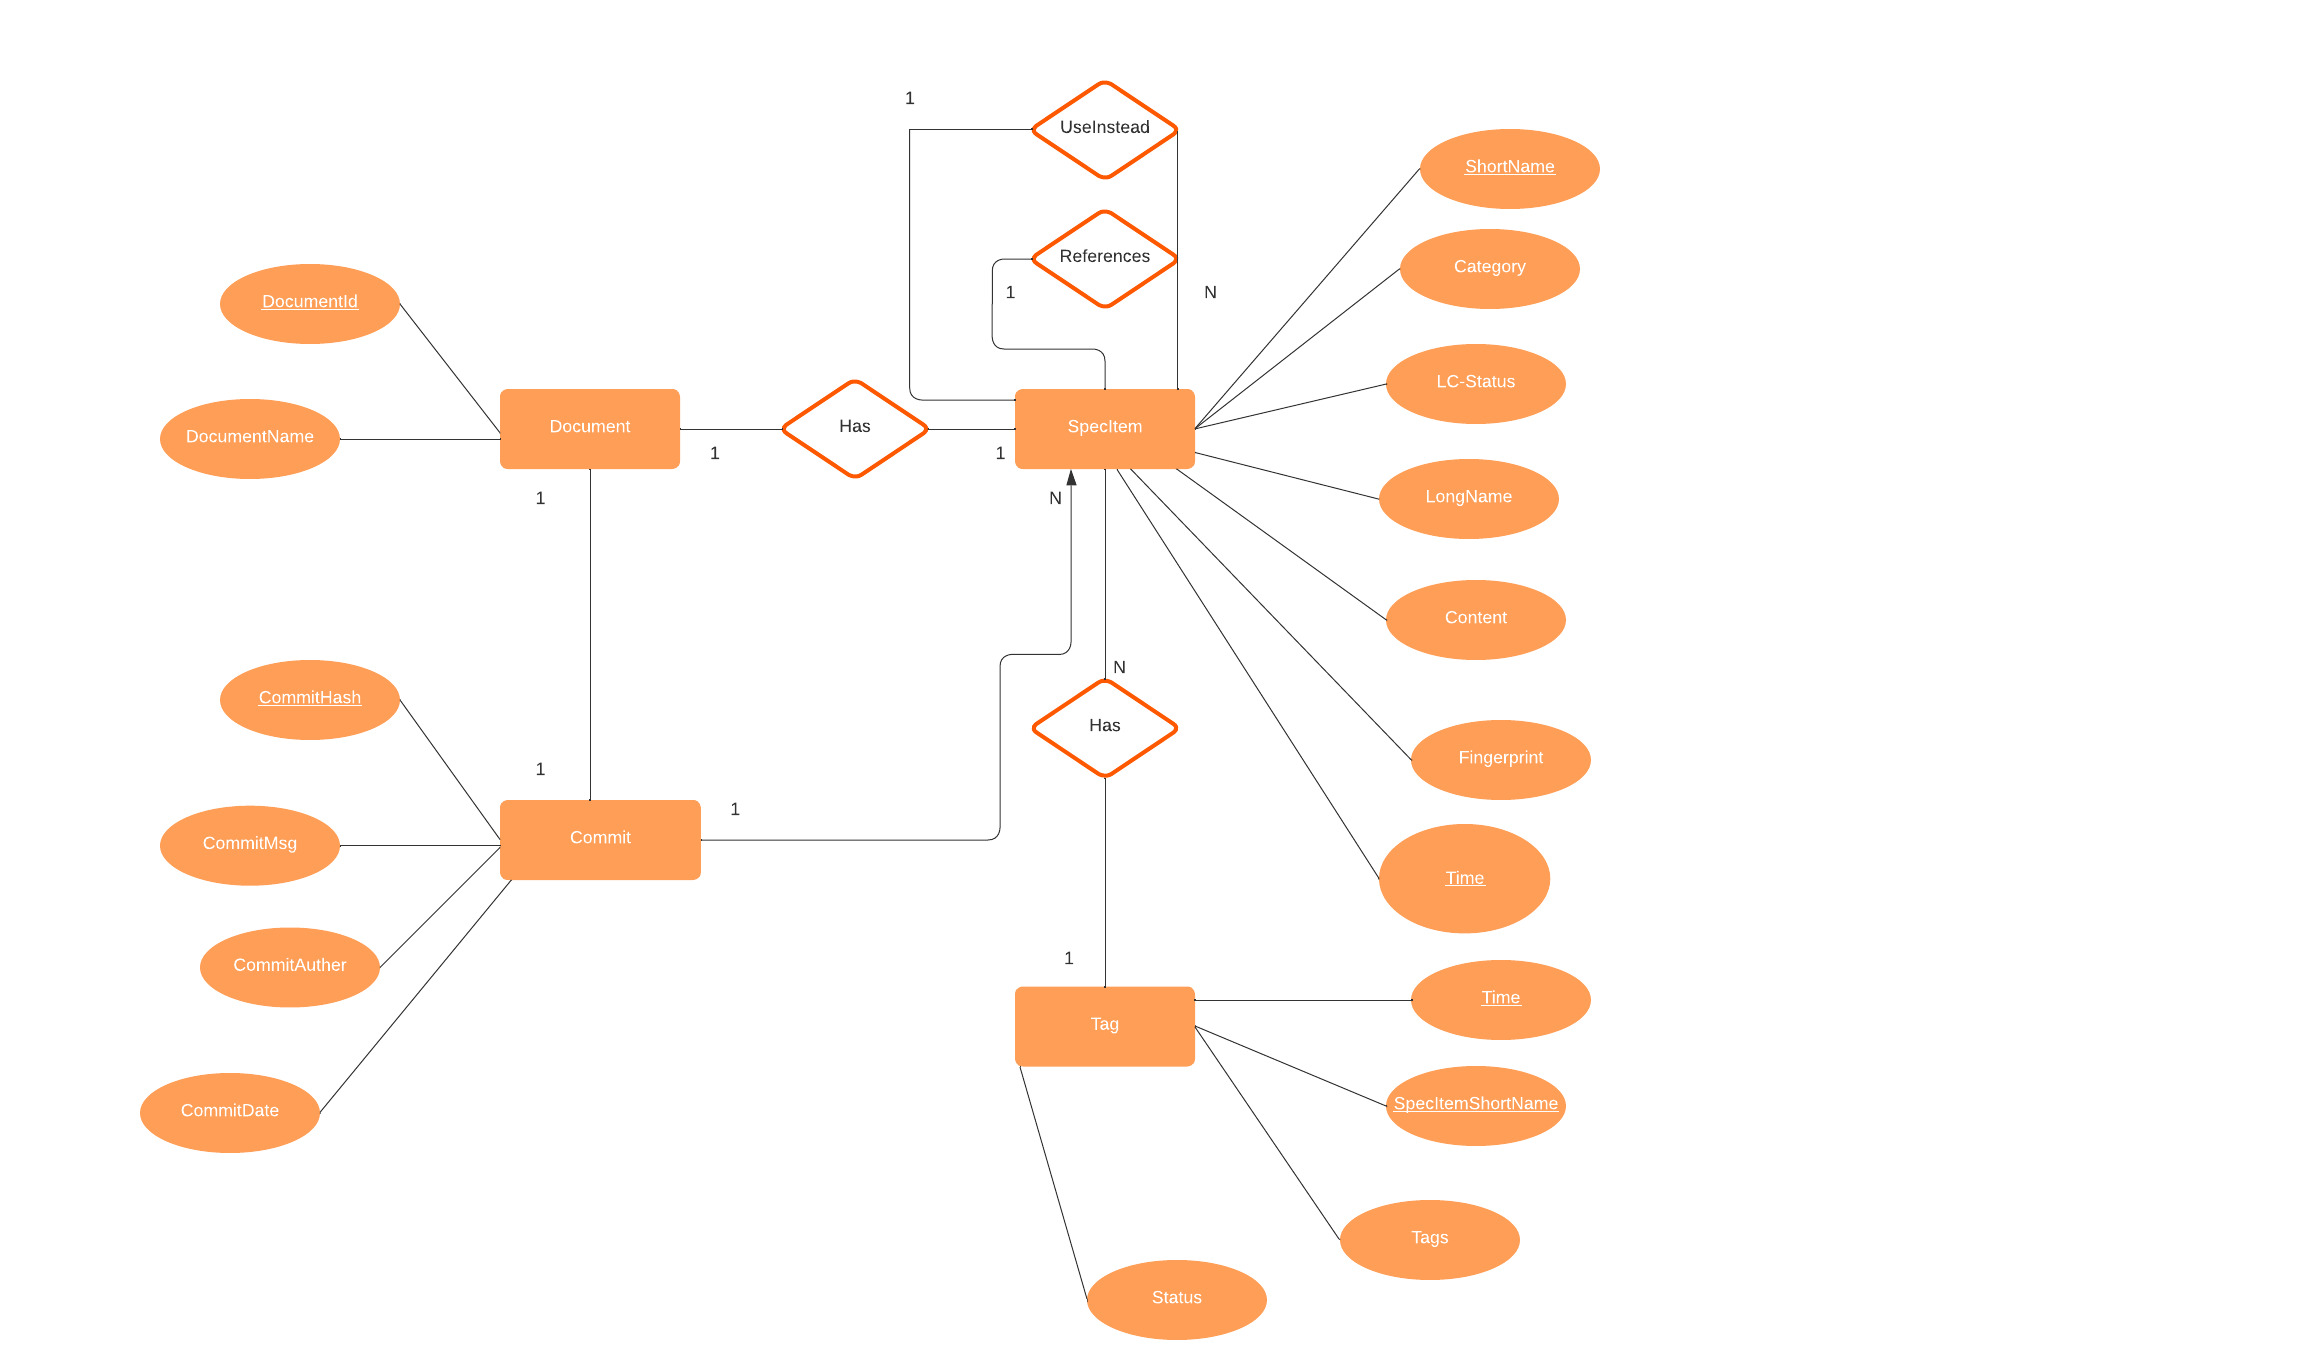 1
UseInstead
ShortName
References
Category
1
N
DocumentId
LC-Status
DocumentName
Document
Has
SpecItem
1
1
1
N
LongName
Content
N
CommitHash
Has
Fingerprint
1
1
CommitMsg
Commit
Time
1
CommitAuther
Time
Tag
CommitDate
SpecItemShortName
Tags
Status